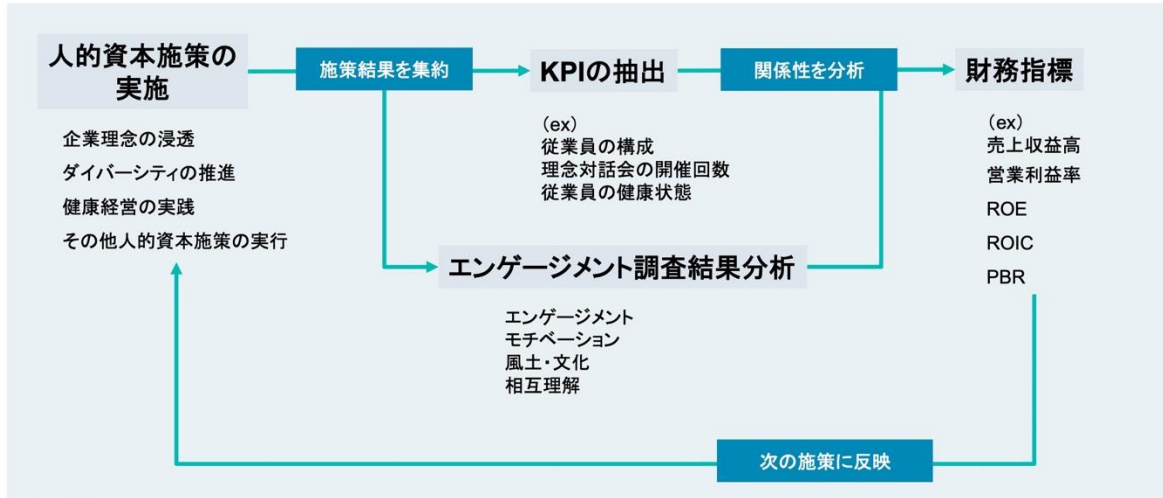 人的資本施策の
実施
企業理念の浸透
ダイバーシティの推進
健康経営の実践
その他人的資本施策の実行
施策結果を集約
KPIの抽出
(ex)
従業員の構成
理念対話会の開催回数
従業員の健康状態
エンゲージメント調査結果分析
エンゲージメント
モチベーション
風土・文化
相互理解
関係性を分析
財務指標
(ex)
売上収益高
営業利益率
ROE
ROIC
PBR
次の施策に反映